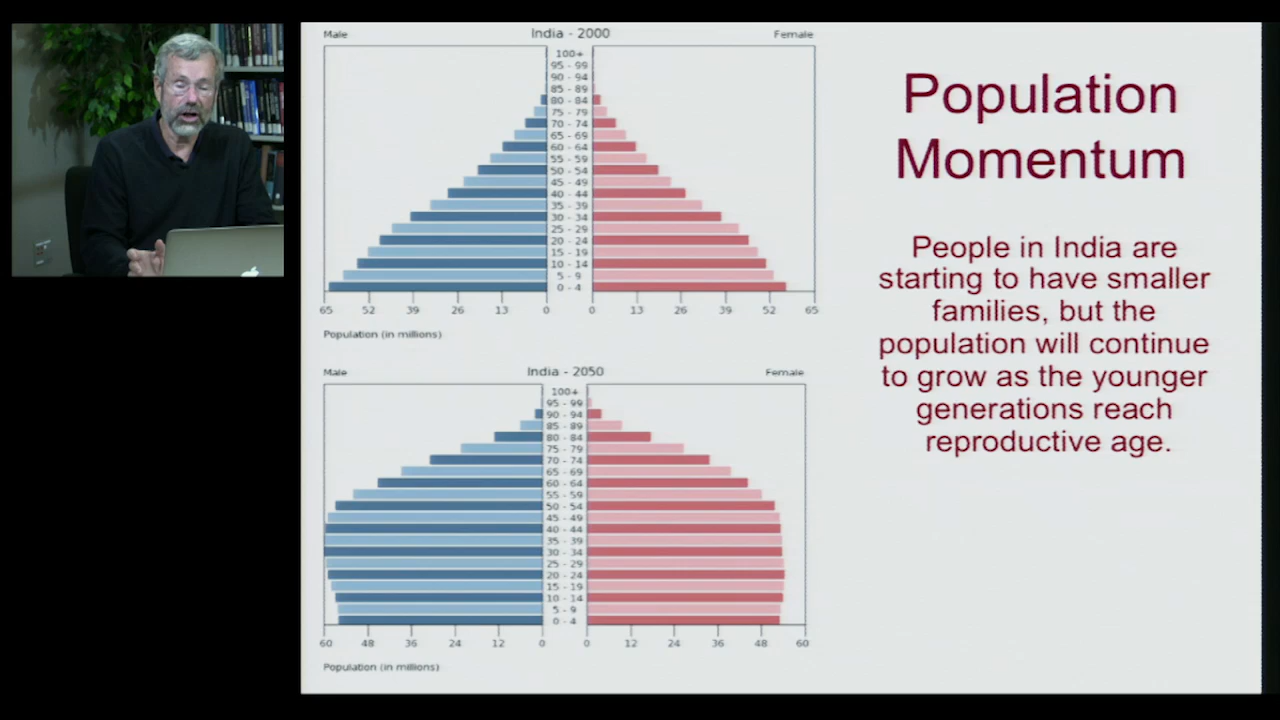 Male India - 2000 Female
100+
95 - 99
90 - 94
85 - 89
80 - 84
75 - 79
70 - 74
65 - 69
60 - 64
55 - 59
50 - 54
45 - 49
40 - 44
35 - 39
30 - 34
25 - 29
20 - 24
15 - 19
10 - 14
5 - 9
0 - 4
65 52 39 26 13 0 0 13 26 39 52 65
Population (in millions)
Male India - 2050 Female
100+
95 - 99
90 - 94
85 - 89
80 - 84
75 - 79
70 - 74
65 - 69
60 - 64
55 - 59
50 - 54
45 - 49
40 - 44
35 - 39
30 - 34
25 - 29
20 - 24
15 - 19
10 - 14
5 - 9
0 - 4
60 48 36 24 12 0 0 12 24 36 48 60
Population (in millions)
Population
Momentum
People in India are
starting to have smaller
families, but the
population will continue
to grow as the younger
generations reach
reproductive age.